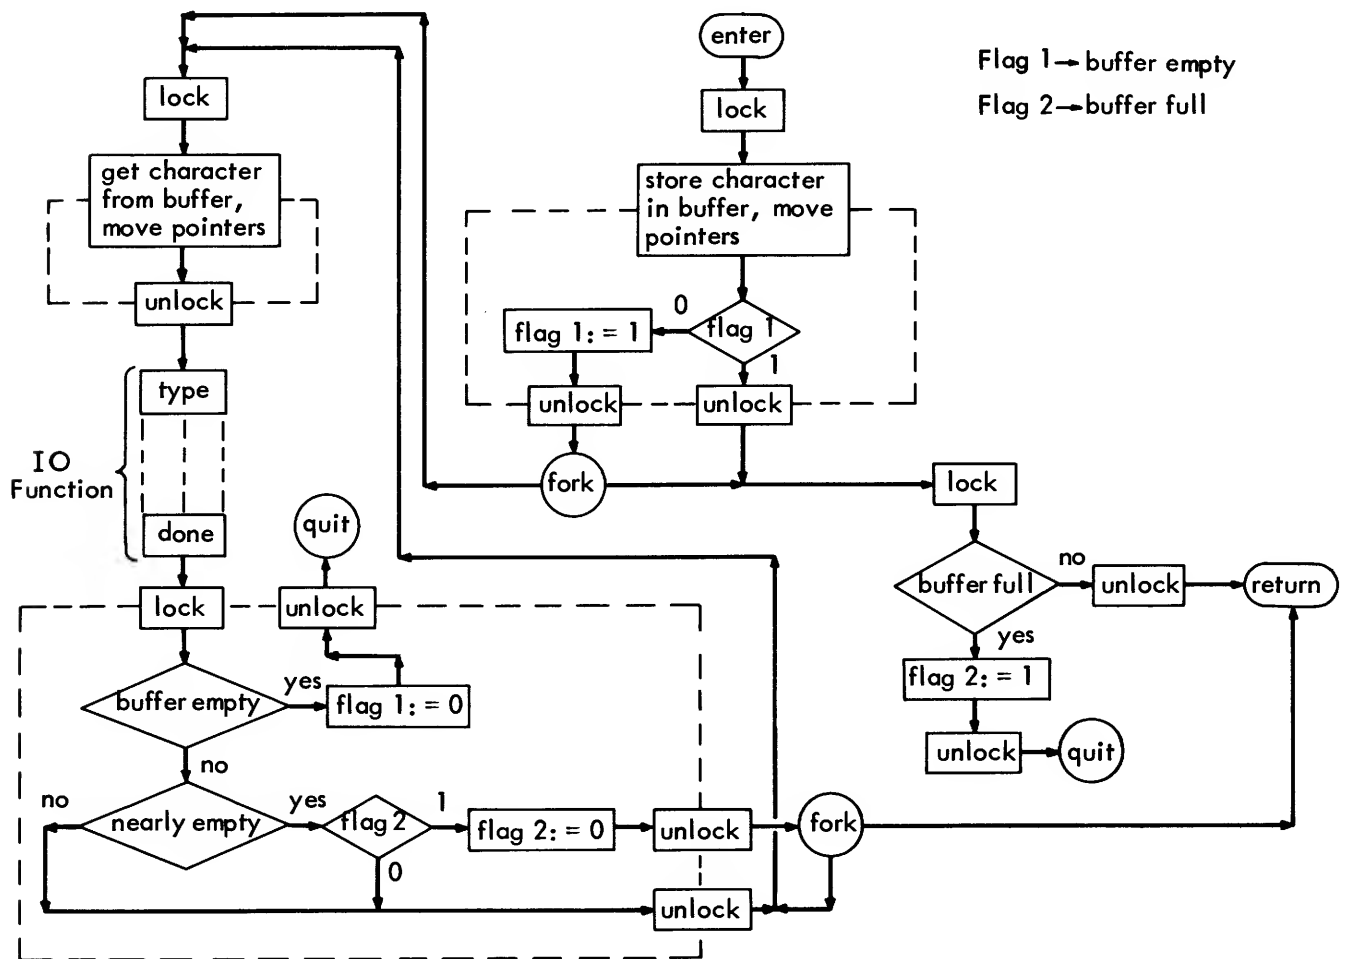 enter
Flag 1→buffer empty
Flag 2→buffer full
lock
lock
get character
from buffer,
move pointers
store character
in buffer, move
pointers
unlock
0
flag 1
flag 1: = 1
1
type
unlock
unlock
IO
Function
fork
lock
done
quit
no
buffer full
unlock
return
lock
unlock
yes
flag 2: = 1
buffer empty
yes
flag 1: = 0
unlock
quit
no
no
nearly empty
yes
flag 2
1
flag 2: = 0
unlock
fork
0
unlock